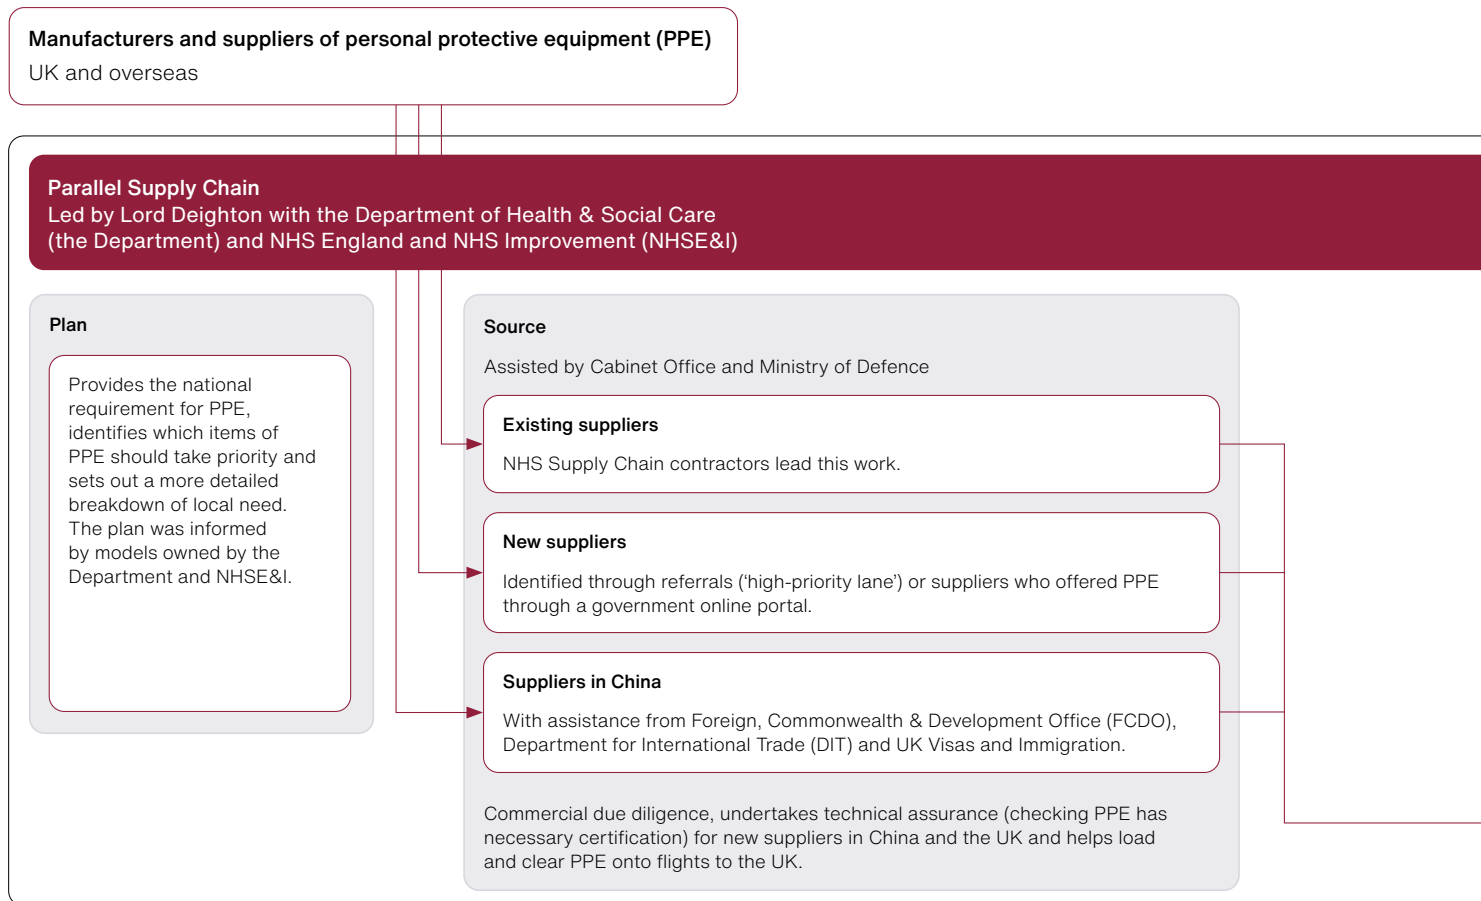 Manufacturers and suppliers of personal protective equipment (PPE)
UK and overseas
Parallel Supply Chain
Led by Lord Deighton with the Department of Health & Social Care
(the Department) and NHS England and NHS Improvement (NHSE&I)
Plan
Provides the national
requirement for PPE,
identifies which items of
PPE should take priority and
sets out a more detailed
breakdown of local need.
The plan was informed
by models owned by the
Department and NHSE&I.
Source
Assisted by Cabinet Office and Ministry of Defence
Existing suppliers
NHS Supply Chain contractors lead this work.
New suppliers
Identified through referrals (‘high-priority lane’) or suppliers who offered PPE
through a government online portal.
Suppliers in China
With assistance from Foreign, Commonwealth & Development Office (FCDO),
Department for International Trade (DIT) and UK Visas and Immigration.
Commercial due diligence, undertakes technical assurance (checking PPE has
necessary certification) for new suppliers in China and the UK and helps load
and clear PPE onto flights to the UK.